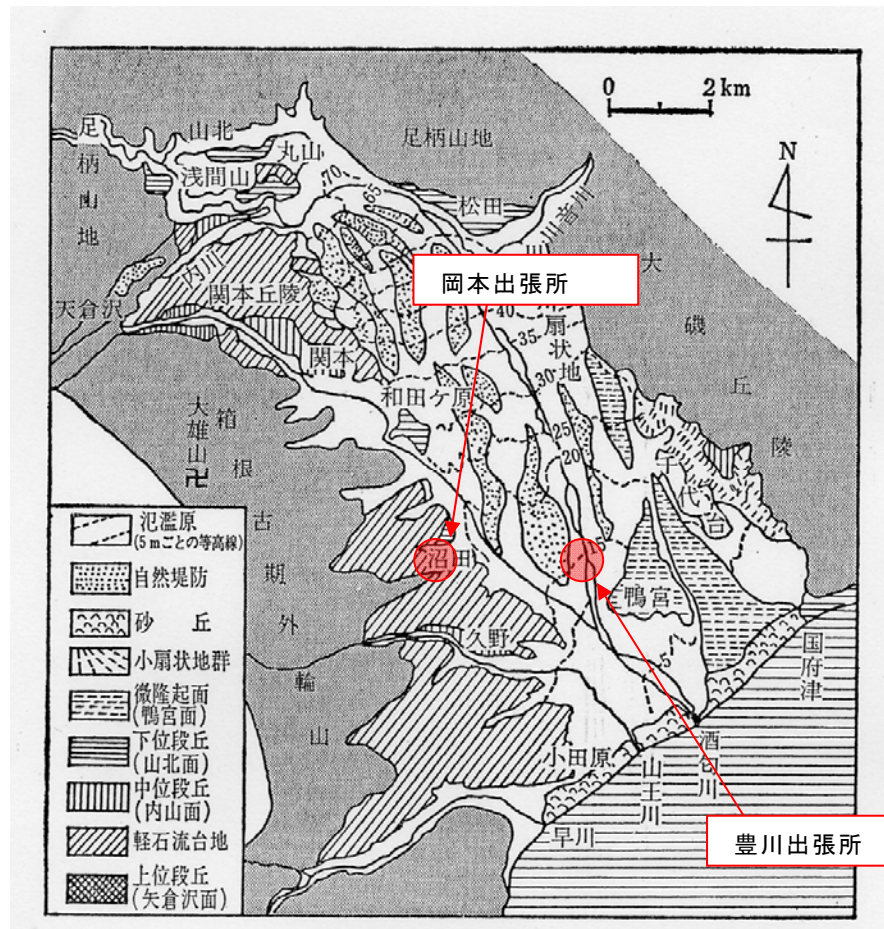 0 2km
N
足柄山地
山北
丸山
浅間山
足柄山地
70
65
松田
川音川
大磯丘陵
内川
岡本出張所
天倉沢
関本丘陵
関本
40
35
扇状地
30
和田ヶ原
25
20
大雄山
卍
箱根古期外輪山
千代台
沼田
鴨宮
久野
5
国府津
小田原
酒匂川
山王川
早川
豊川出張所
氾濫原
(5mごとの等高線)
自然堤防
砂丘
小扇状地群
微隆起面
(鴨宮面)
下位段丘
(山北面)
中位段丘
(内山面)
軽石流台地
上位段丘
(矢倉沢面)